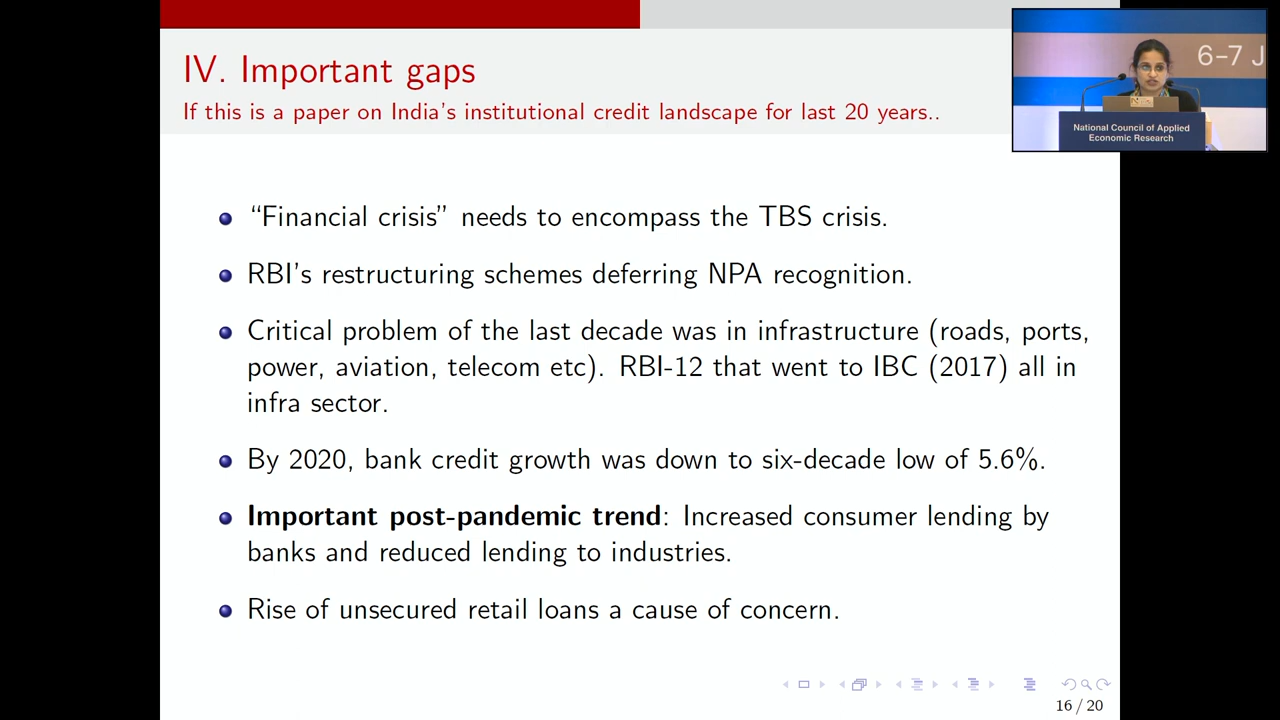 IV. Important gaps
If this is a paper on India's institutional credit landscape for last 20 years..
6–7 J
National Council of Applied
Economic Research
“Financial crisis” needs to encompass the TBS crisis.
RBI's restructuring schemes deferring NPA recognition.
Critical problem of the last decade was in infrastructure (roads, ports,
power, aviation, telecom etc). RBI-12 that went to IBC (2017) all in
infra sector.
By 2020, bank credit growth was down to six-decade low of 5.6%.
Important post-pandemic trend: Increased consumer lending by
banks and reduced lending to industries.
Rise of unsecured retail loans a cause of concern.
16 / 20